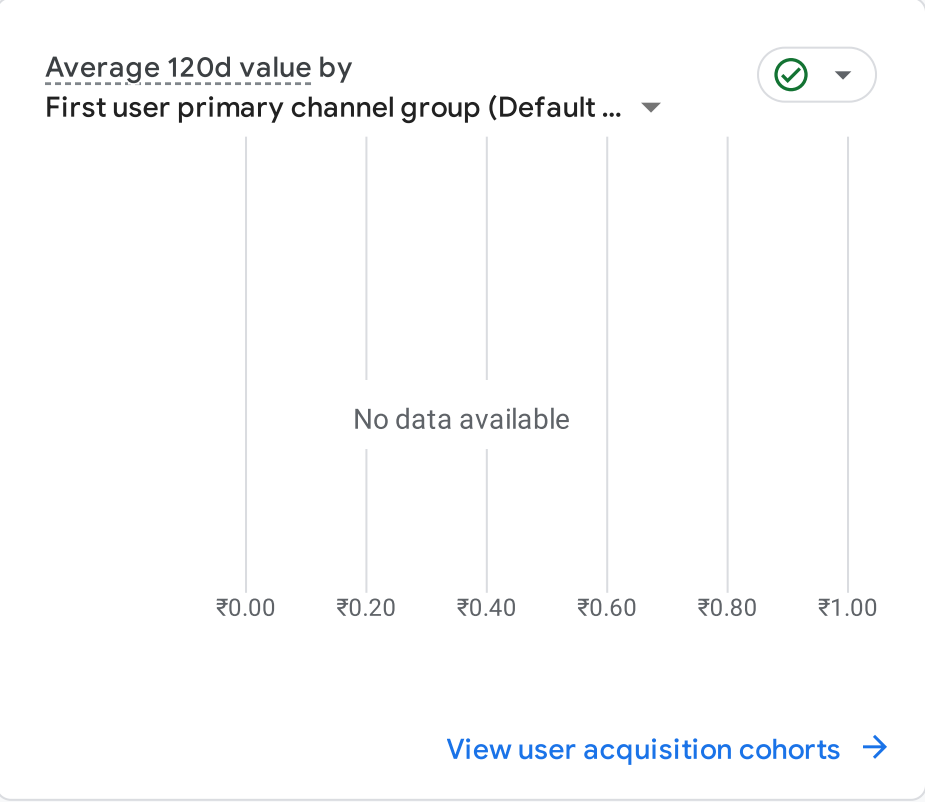 Average 120d value by
First user primary channel group (Default ...
No data available
₹0.00 ₹0.20 ₹0.40 ₹0.60 ₹0.80 ₹1.00
View user acquisition cohorts